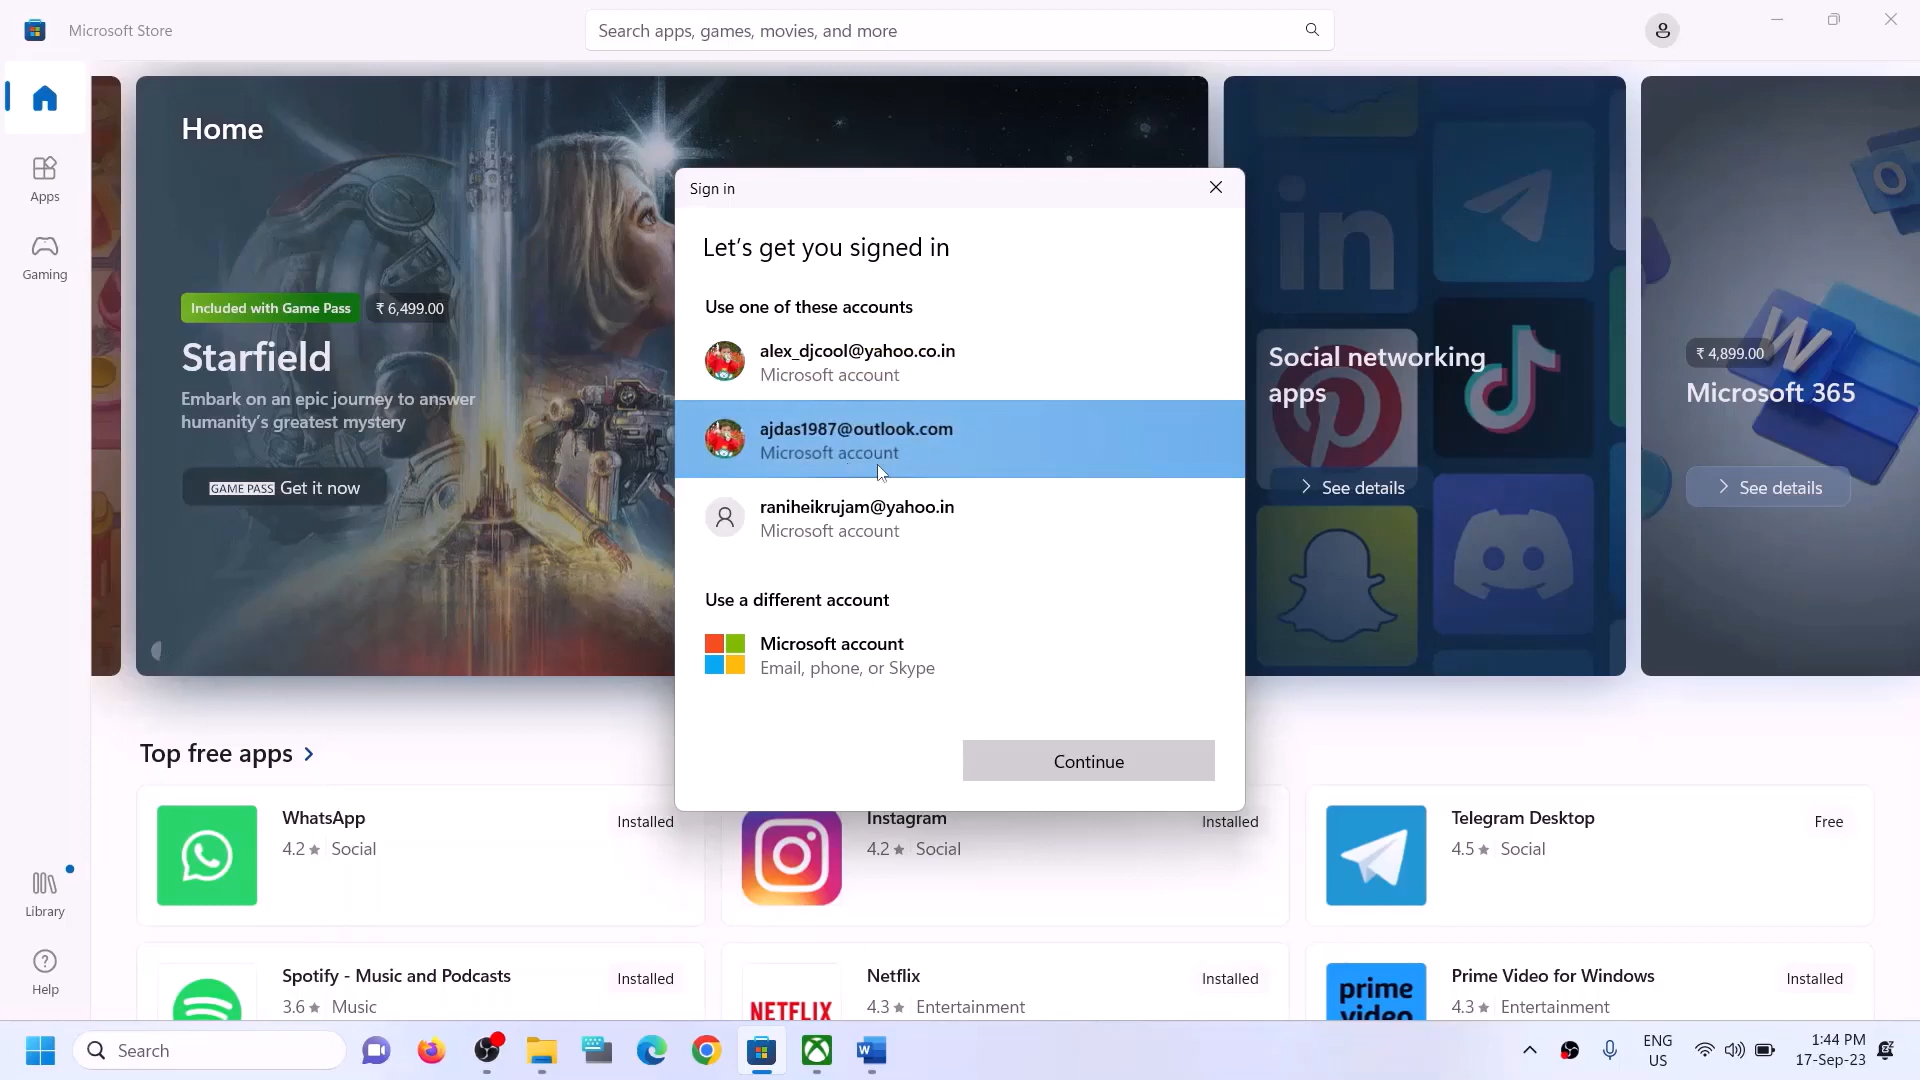 Microsoft Store
Search apps, games, movies, and more
Home
Apps
Gaming
Library
Help
Home
Included with Game Pass
₹ 6,499.00
Starfield
Embark on an epic journey to answer
humanity's greatest mystery
GAME PASS Get it now
Social networking
apps
See details
₹ 4,899.00
Microsoft 365
See details
Sign in
Let's get you signed in
Use one of these accounts
alex_djcool@yahoo.co.in
Microsoft account
ajdas1987@outlook.com
Microsoft account
raniheikrujam@yahoo.in
Microsoft account
Use a different account
Microsoft account
Email, phone, or Skype
Continue
Top free apps
WhatsApp
Installed
4.2 ★ Social
Instagram
Installed
4.2 ★ Social
Telegram Desktop
Free
4.5 ★ Social
Spotify - Music and Podcasts
Installed
3.6 ★ Music
NETFLIX
Netflix
Installed
4.3 ★ Entertainment
prime
video
Prime Video for Windows
Installed
4.3 ★ Entertainment
Search
ENG
US
1:44 PM
17-Sep-23